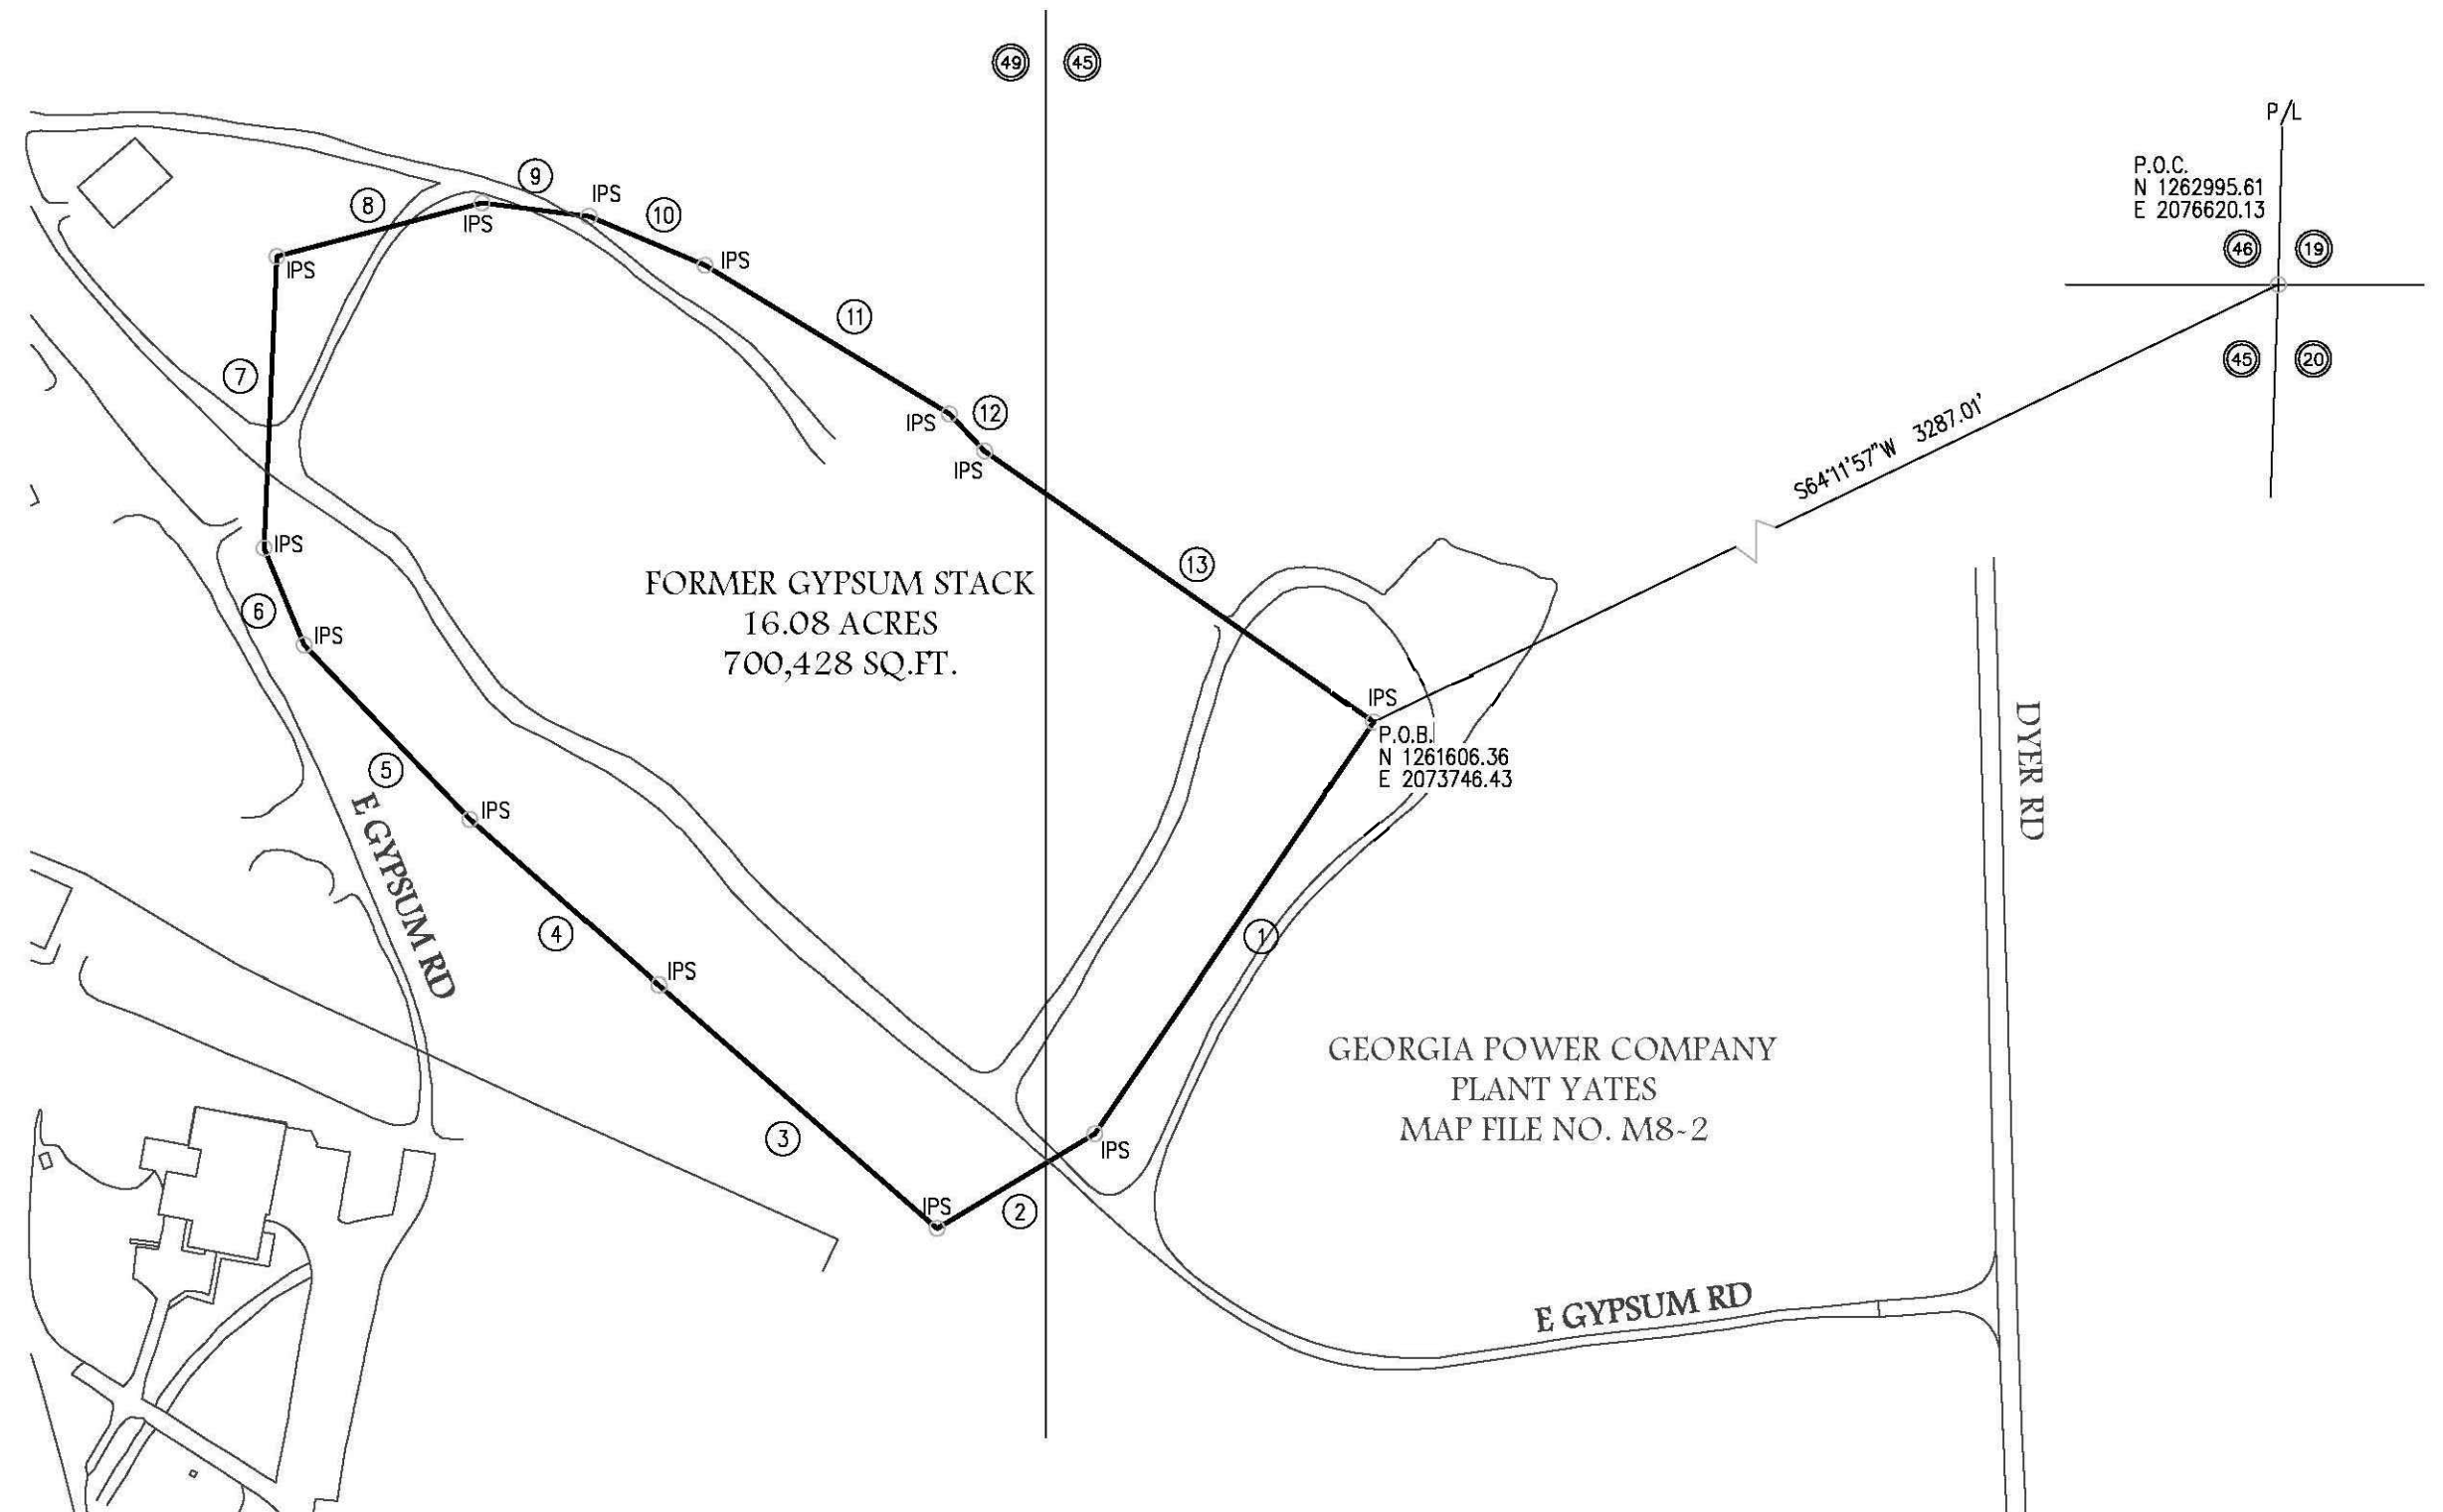 49 45
P/L
P.O.C.
N 1262995.61
E 2076620.13
46 19
45 20
S64°11'57"W 3287.01'
9
IPS
8
10
IPS
IPS
IPS
11
7
12
IPS
IPS
IPS
13
FORMER GYPSUM STACK
16.08 ACRES
700,428 SQ.FT.
6
IPS
IPS
P.O.B.
N 1261606.36
E 2073746.43
DYER RD
5
IPS
E GYPSUM RD
4
1
IPS
GEORGIA POWER COMPANY
PLANT YATES
MAP FILE NO. M8-2
3
IPS
IPS
2
E GYPSUM RD